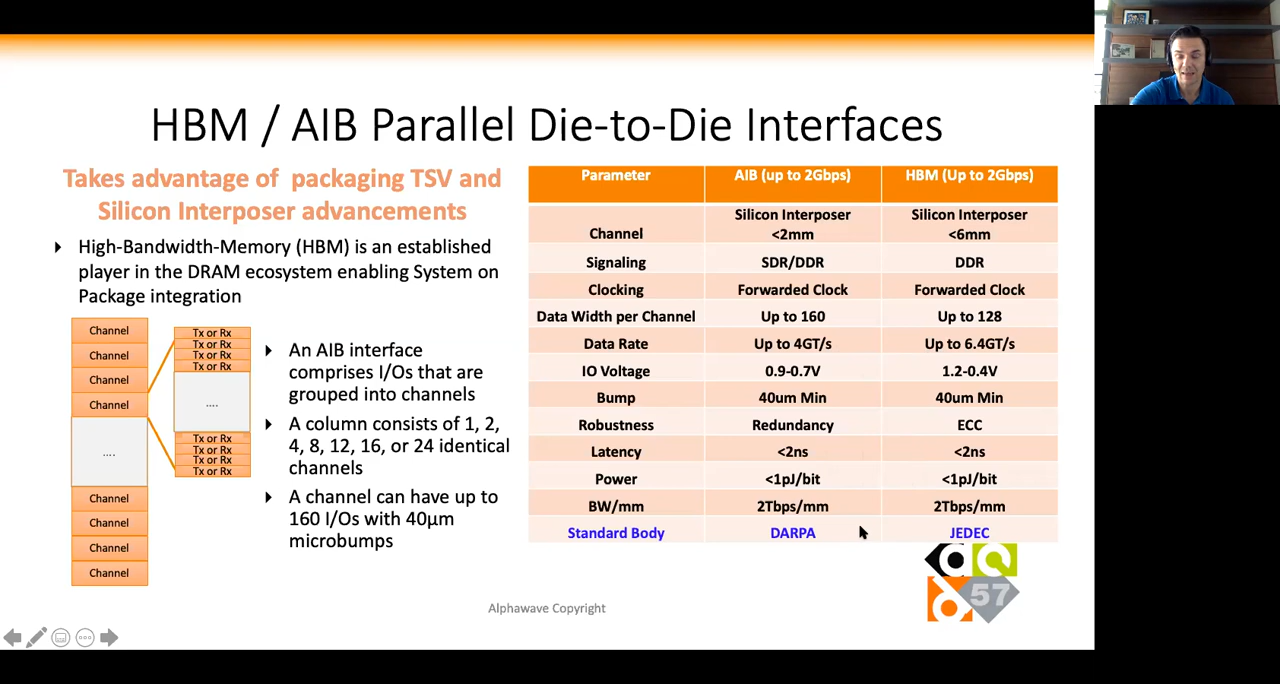 HBM / AIB Parallel Die-to-Die Interfaces
Takes advantage of packaging TSV and
Silicon Interposer advancements
High-Bandwidth-Memory (HBM) is an established
player in the DRAM ecosystem enabling System on
Package integration
Channel
Channel
Channel
Channel
....
Channel
Channel
Channel
Channel
Tx or Rx
Tx or Rx
Tx or Rx
Tx or Rx
....
Tx or Rx
Tx or Rx
Tx or Rx
Tx or Rx
An AIB interface
comprises I/Os that are
grouped into channels
A column consists of 1, 2,
4, 8, 12, 16, or 24 identical
channels
A channel can have up to
160 I/Os with 40µm
microbumps
Parameter AIB (up to 2Gbps) HBM (Up to 2Gbps)
Channel Silicon Interposer <2mm Silicon Interposer <6mm
Signaling SDR/DDR DDR
Clocking Forwarded Clock Forwarded Clock
Data Width per Channel Up to 160 Up to 128
Data Rate Up to 4GT/s Up to 6.4GT/s
IO Voltage 0.9-0.7V 1.2-0.4V
Bump 40um Min 40um Min
Robustness Redundancy ECC
Latency <2ns <2ns
Power <1pJ/bit <1pJ/bit
BW/mm 2Tbps/mm 2Tbps/mm
Standard Body DARPA JEDEC
57
Alphawave Copyright